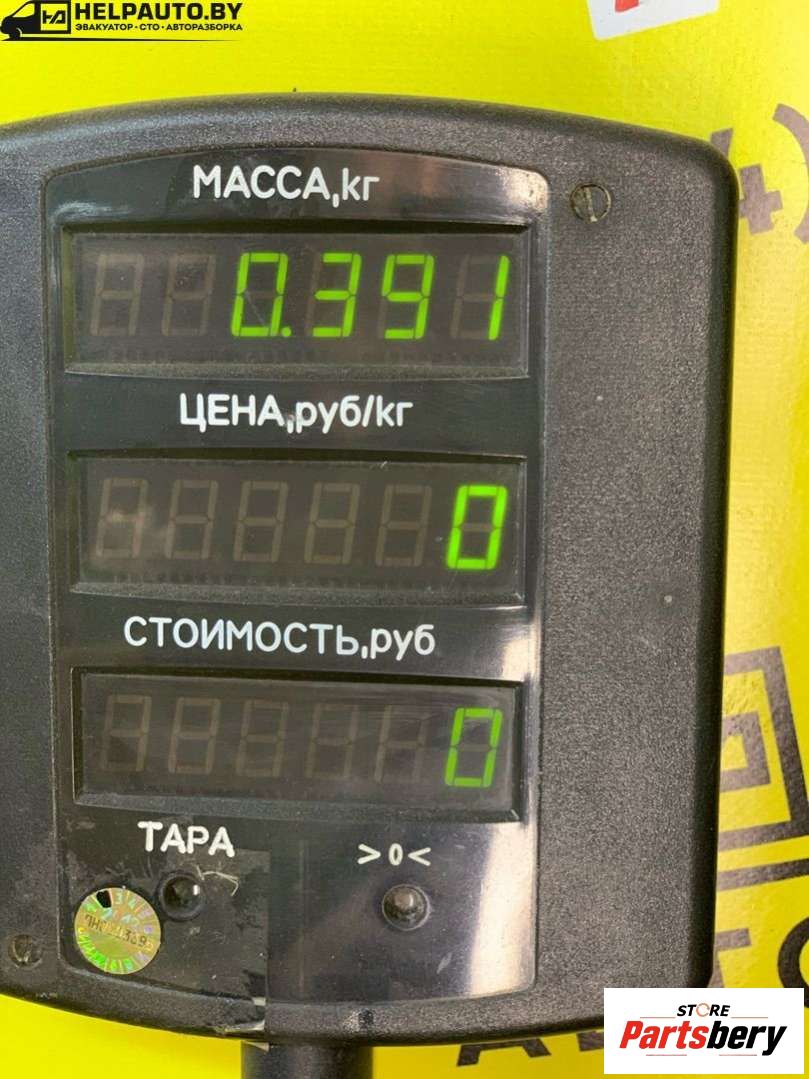 HELPAUTO.BY
ЭВАКУАТОР • СТО • АВТОРАЗБОРКА
МАССА,кг
0.391
ЦЕНА,руб/кг
0
СТОИМОСТЬ,руб
0
ТАРА
>0<
STORE
Partsbery